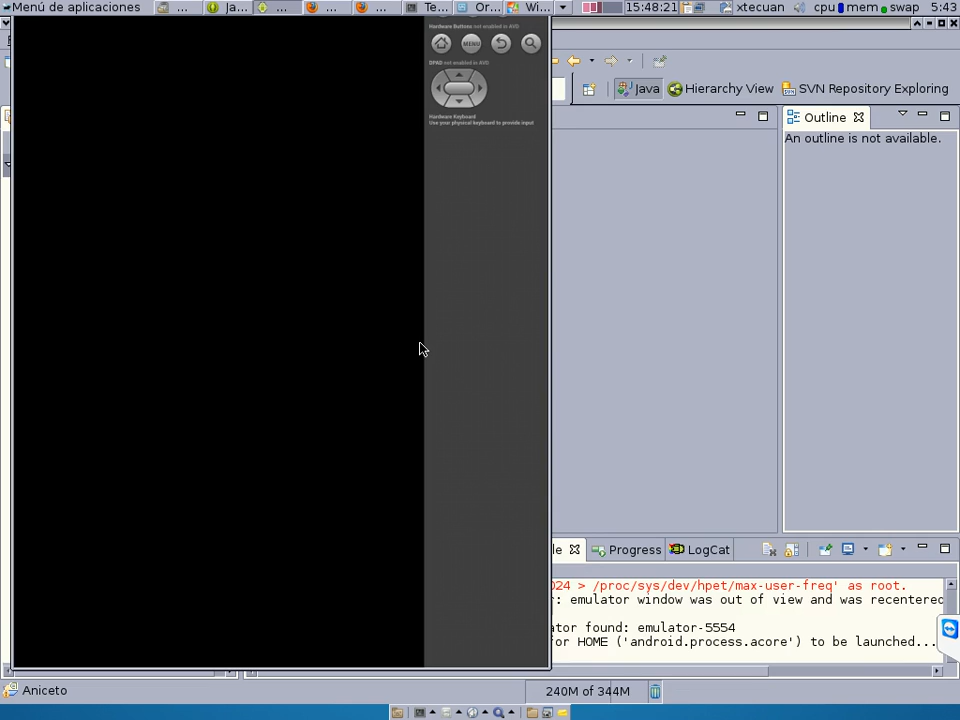 Menú de aplicaciones ... Ja... ... ... ... Te... Or... Wi... 15:48:21 xtecuan cpu mem swap 5:43
Hardware Buttons not enabled in AVD
MENU
DPAD not enabled in AVD
Hardware Keyboard
Use your physical keyboard to provide input
Java Hierarchy View SVN Repository Exploring
Outline
An outline is not available.
le Progress LogCat
024 > /proc/sys/dev/hpet/max-user-freq' as root.
: emulator window was out of view and was recentered
ator found: emulator-5554
or HOME ('android.process.acore') to be launched...
Aniceto
240M of 344M